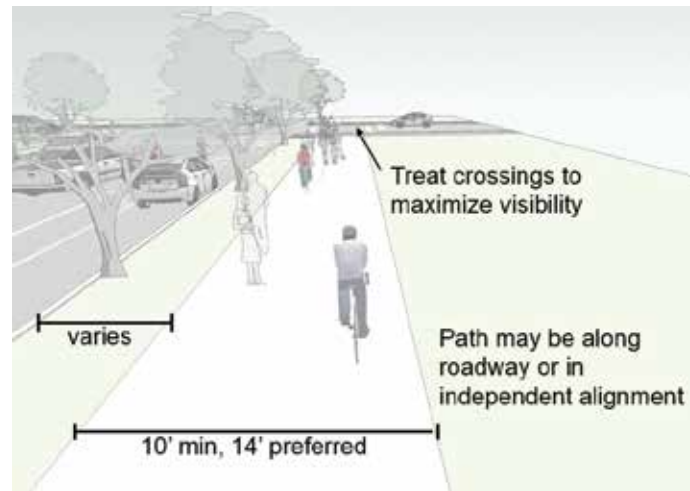 Treat crossings to
maximize visibility
varies
Path may be along
roadway or in
independent alignment
10' min, 14' preferred